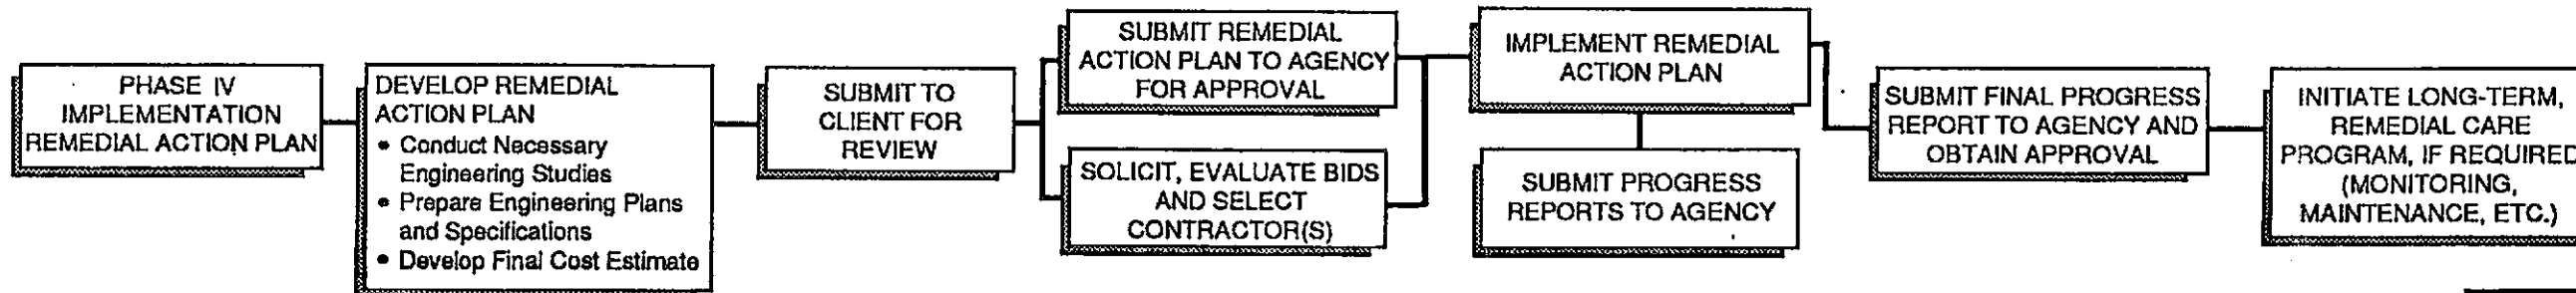 PHASE IV
IMPLEMENTATION
REMEDIAL ACTION PLAN
DEVELOP REMEDIAL
ACTION PLAN
• Conduct Necessary
Engineering Studies
• Prepare Engineering Plans
and Specifications
• Develop Final Cost Estimate
SUBMIT TO
CLIENT FOR
REVIEW
SUBMIT REMEDIAL
ACTION PLAN TO AGENCY
FOR APPROVAL
SOLICIT, EVALUATE BIDS
AND SELECT
CONTRACTOR(S)
IMPLEMENT REMEDIAL
ACTION PLAN
SUBMIT PROGRESS
REPORTS TO AGENCY
SUBMIT FINAL PROGRESS
REPORT TO AGENCY AND
OBTAIN APPROVAL
INITIATE LONG-TERM,
REMEDIAL CARE
PROGRAM, IF REQUIRED
(MONITORING,
MAINTENANCE, ETC.)